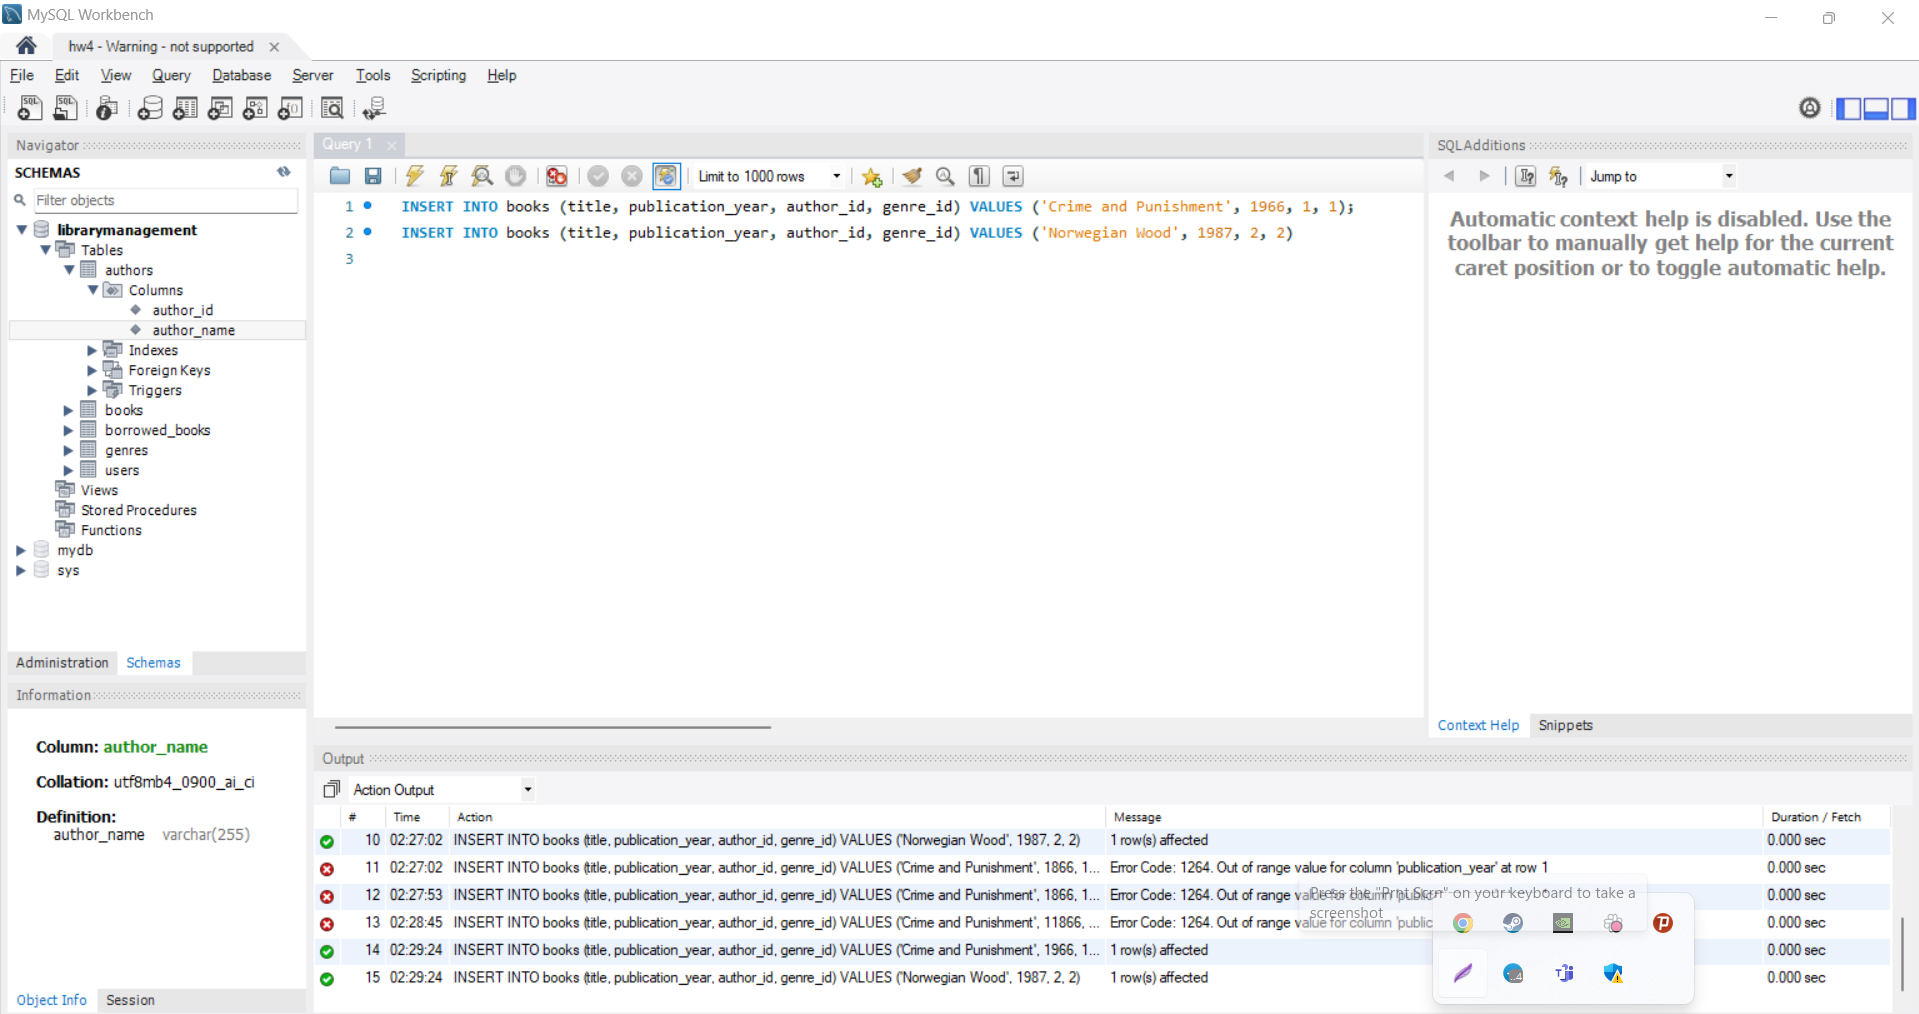 MySQL Workbench
hw4 - Warning - not supported
File Edit View Query Database Server Tools Scripting Help
Navigator
SCHEMAS
Filter objects
librarymanagement
Tables
authors
Columns
author_id
author_name
Indexes
Foreign Keys
Triggers
books
borrowed_books
genres
users
Views
Stored Procedures
Functions
mydb
sys
Administration Schemas
Information
Column: author_name
Collation: utf8mb4_0900_ai_ci
Definition:
author_name varchar(255)
Object Info Session
Query 1
Limit to 1000 rows
1 INSERT INTO books (title, publication_year, author_id, genre_id) VALUES ('Crime and Punishment', 1966, 1, 1);
2 INSERT INTO books (title, publication_year, author_id, genre_id) VALUES ('Norwegian Wood', 1987, 2, 2)
3
SQLAdditions
Jump to
Automatic context help is disabled. Use the
toolbar to manually get help for the current
caret position or to toggle automatic help.
Context Help Snippets
Output
Action Output
# Time Action Message Duration / Fetch
10 02:27:02 INSERT INTO books (title, publication_year, author_id, genre_id) VALUES ('Norwegian Wood', 1987, 2, 2) 1 row(s) affected 0.000 sec
11 02:27:02 INSERT INTO books (title, publication_year, author_id, genre_id) VALUES ('Crime and Punishment', 1866, 1... Error Code: 1264. Out of range value for column 'publication_year' at row 1 0.000 sec
12 02:27:53 INSERT INTO books (title, publication_year, author_id, genre_id) VALUES ('Crime and Punishment', 1866, 1... Error Code: 1264. Out of range value for column 0.000 sec
13 02:28:45 INSERT INTO books (title, publication_year, author_id, genre_id) VALUES ('Crime and Punishment', 11866, ... Error Code: 1264. Out of range value for column 'public 0.000 sec
14 02:29:24 INSERT INTO books (title, publication_year, author_id, genre_id) VALUES ('Crime and Punishment', 1966, 1... 1 row(s) affected 0.000 sec
15 02:29:24 INSERT INTO books (title, publication_year, author_id, genre_id) VALUES ('Norwegian Wood', 1987, 2, 2) 1 row(s) affected 0.000 sec
Press the "Prnt Scrn" on your keyboard to take a
screenshot